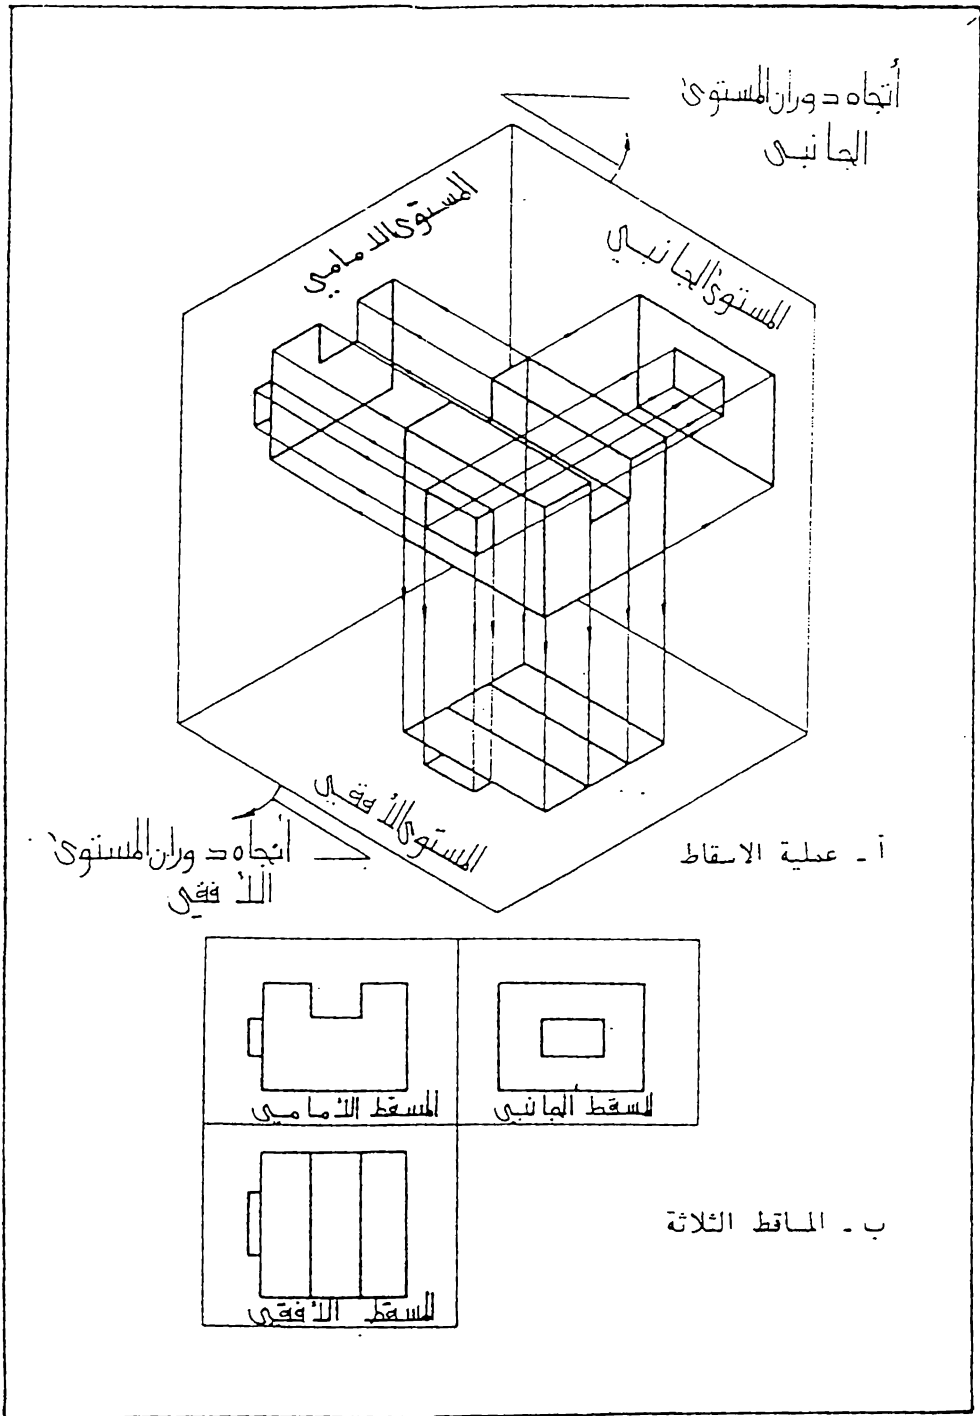 أتجاه دوران المستوى
الجانبي
المستوى الامامي
المستوى الجانبي
المستوى الأفقي
أتجاه دوران المستوى
الأفقي
أ - عملية الاسقاط
المسقط الأمامي
المسقط الجانبي
ب - المساقط الثلاثة
المسقط الأفقي